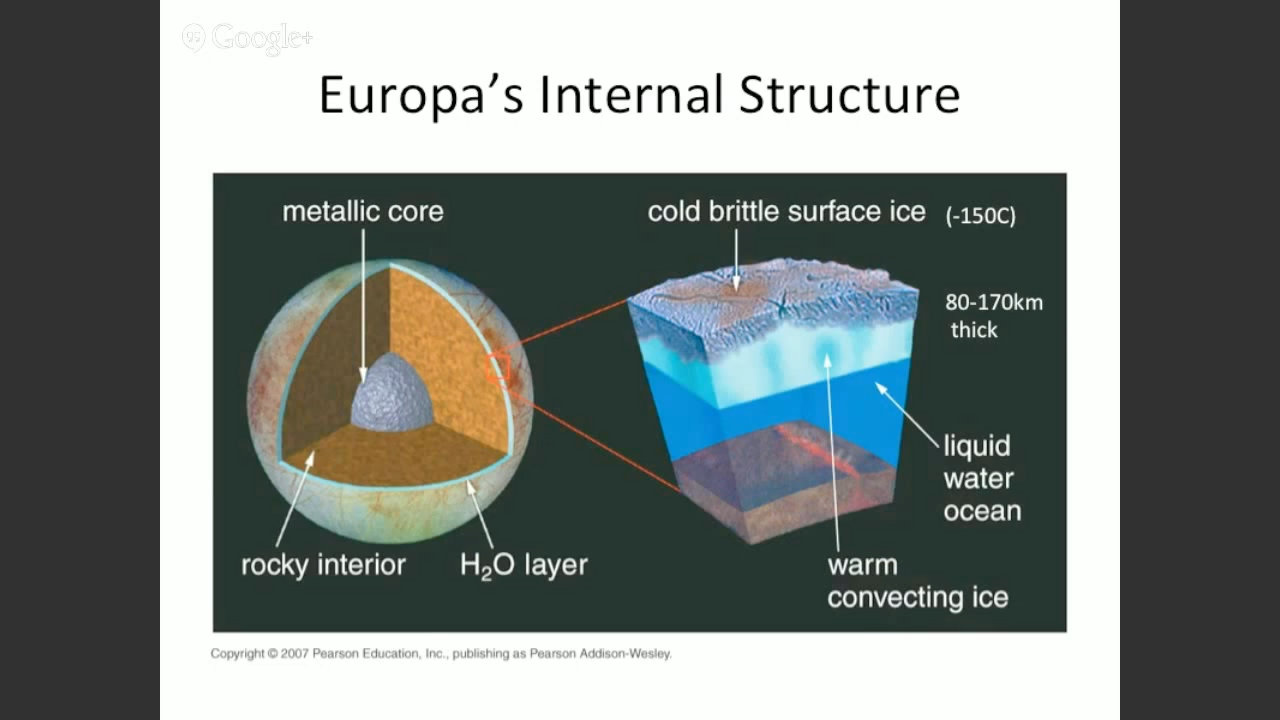 Google+
Europa's Internal Structure
metallic core
cold brittle surface ice (-150C)
80-170km
thick
liquid
water
ocean
rocky interior
H₂O layer
warm
convecting ice
Copyright © 2007 Pearson Education, Inc., publishing as Pearson Addison-Wesley.